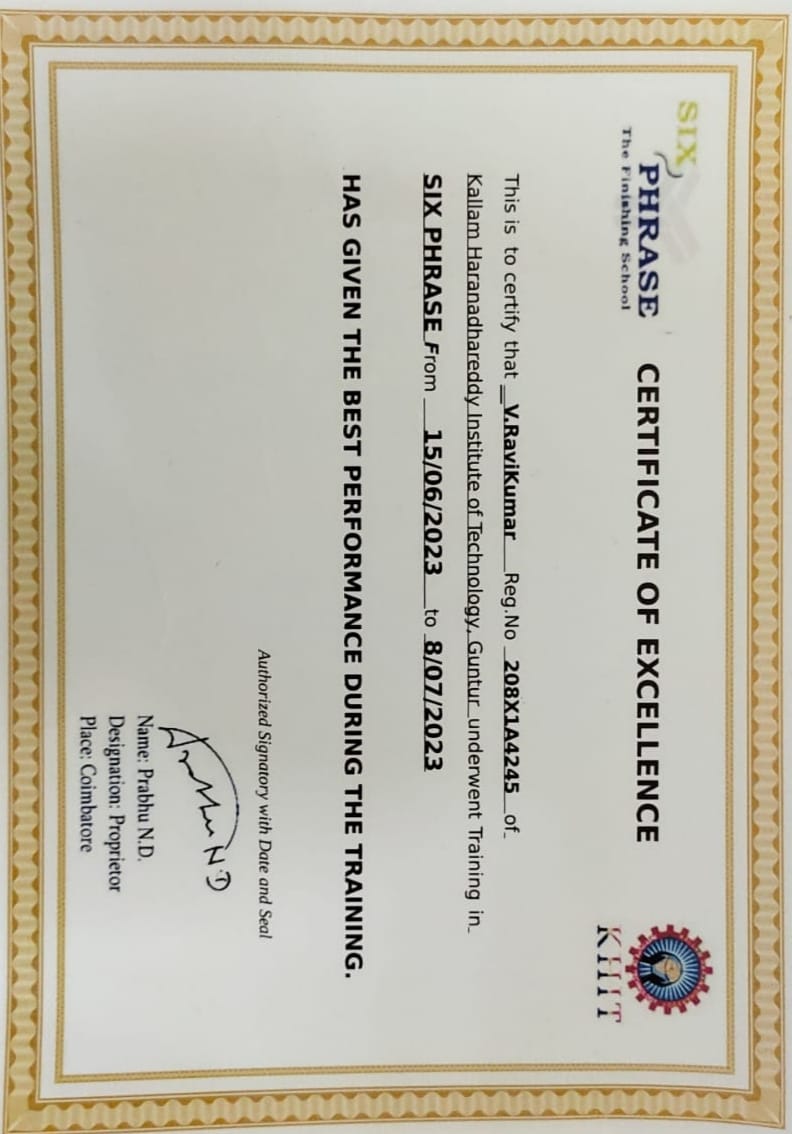 SIX
PHRASE
The Finishing School
CERTIFICATE OF EXCELLENCE
KHIT
This is to certify that V.RaviKumar Reg.No 208X1A4245 of
Kallam Haranadhareddy Institute of Technology, Guntur underwent Training in
SIX PHRASE From 15/06/2023 to 8/07/2023
HAS GIVEN THE BEST PERFORMANCE DURING THE TRAINING.
Authorized Signatory with Date and Seal
Prabhu N D
Name: Prabhu N.D.
Designation: Proprietor
Place: Coimbatore